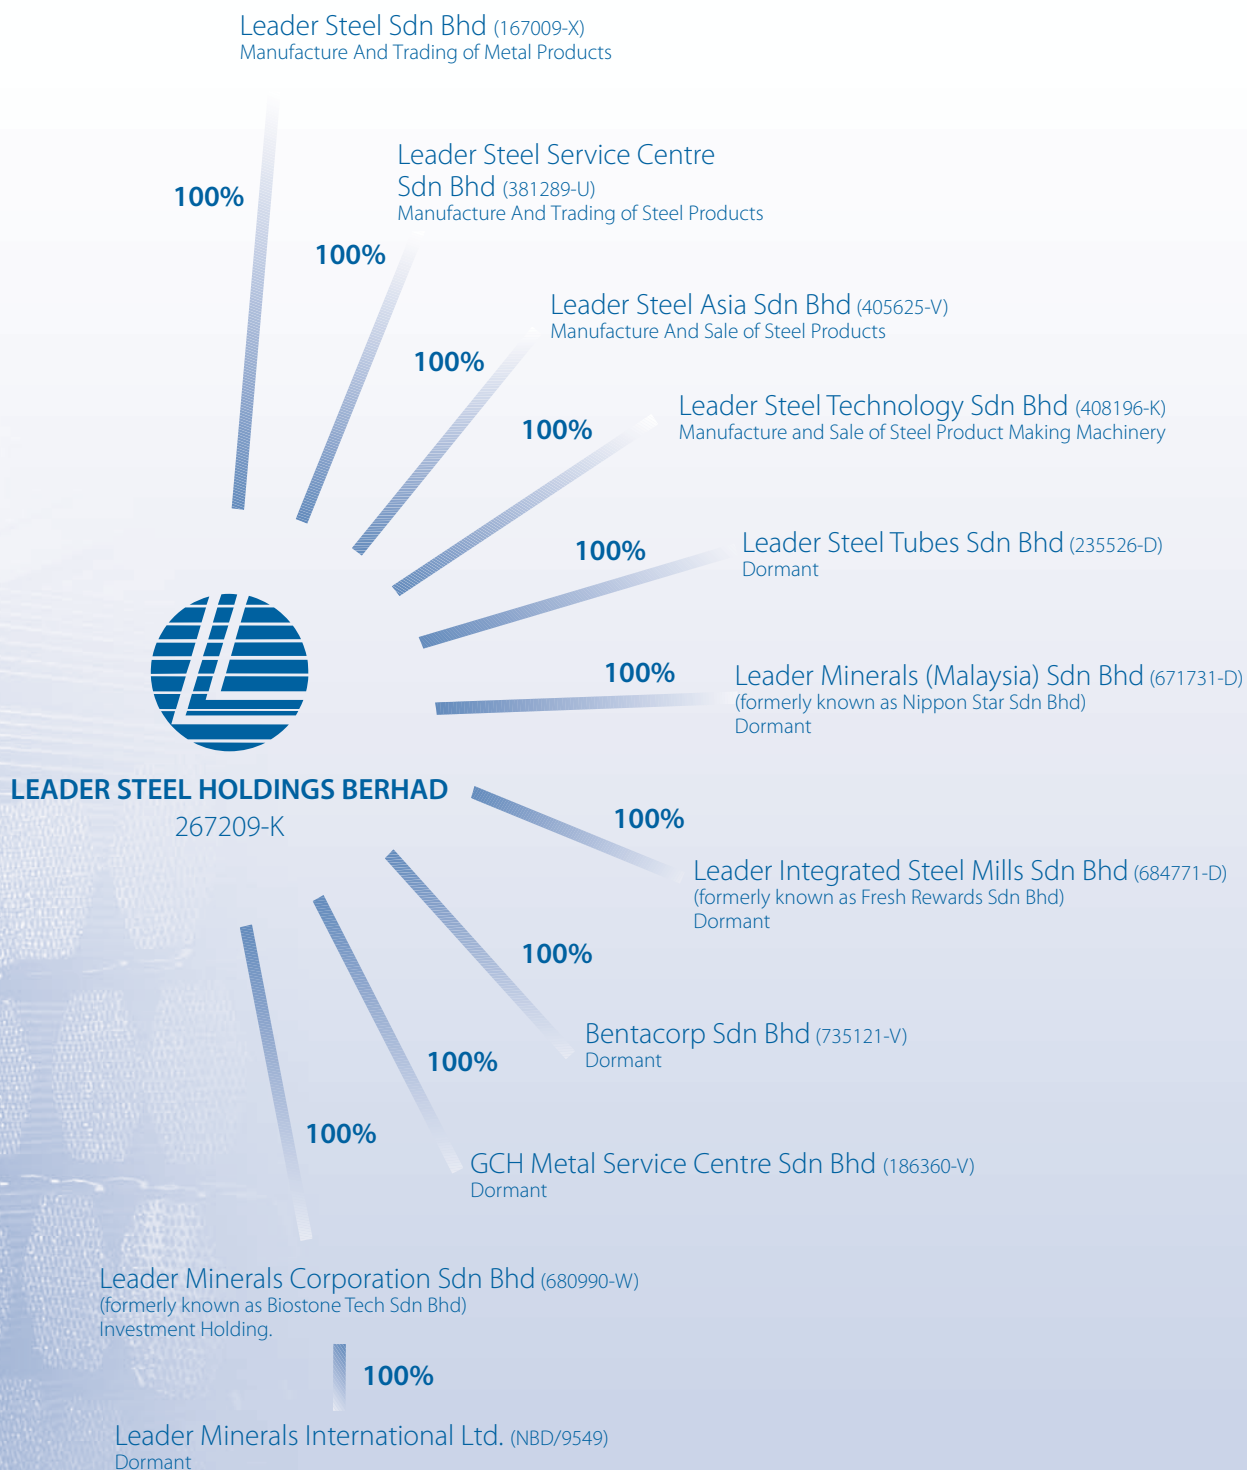 Leader Steel Sdn Bhd (167009-X)
Manufacture And Trading of Metal Products
100%
Leader Steel Service Centre
Sdn Bhd (381289-U)
Manufacture And Trading of Steel Products
100%
Leader Steel Asia Sdn Bhd (405625-V)
Manufacture And Sale of Steel Products
100%
Leader Steel Technology Sdn Bhd (408196-K)
Manufacture and Sale of Steel Product Making Machinery
100%
Leader Steel Tubes Sdn Bhd (235526-D)
Dormant
100%
Leader Minerals (Malaysia) Sdn Bhd (671731-D)
(formerly known as Nippon Star Sdn Bhd)
Dormant
100%
LEADER STEEL HOLDINGS BERHAD
267209-K
100%
Leader Integrated Steel Mills Sdn Bhd (684771-D)
(formerly known as Fresh Rewards Sdn Bhd)
Dormant
100%
Bentacorp Sdn Bhd (735121-V)
Dormant
100%
GCH Metal Service Centre Sdn Bhd (186360-V)
Dormant
100%
Leader Minerals Corporation Sdn Bhd (680990-W)
(formerly known as Biostone Tech Sdn Bhd)
Investment Holding.
100%
Leader Minerals International Ltd. (NBD/9549)
Dormant